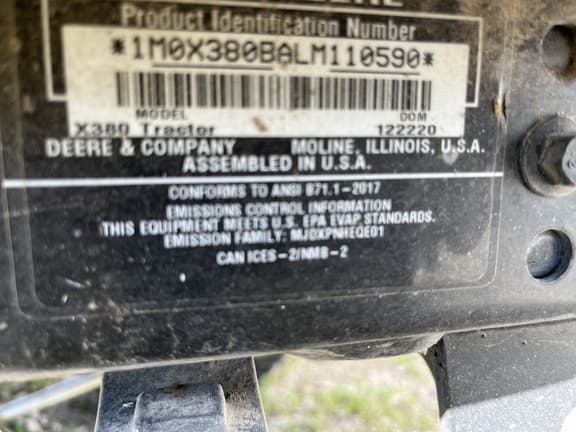 Product Identification Number
*1M0X380BALM110590*
MODEL DOM
X380 Tractor 122220
DEERE & COMPANY MOLINE, ILLINOIS, U.S.A.
ASSEMBLED IN U.S.A.
CONFORMS TO ANSI B71.1-2017
EMISSIONS CONTROL INFORMATION
THIS EQUIPMENT MEETS U.S. EPA EVAP STANDARDS.
EMISSION FAMILY: MJDXPNHEQE01
CAN ICES-2/NMB-2